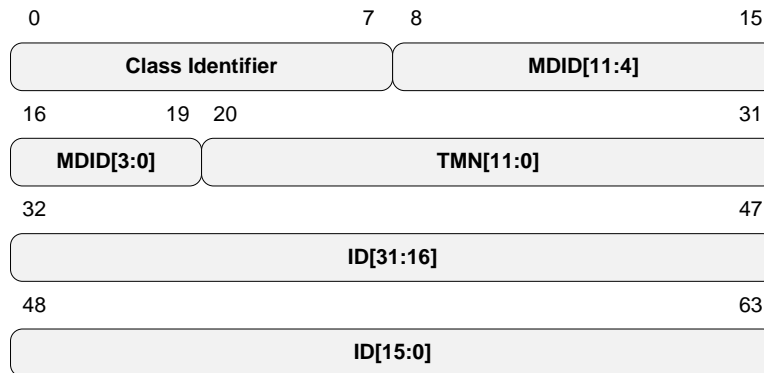 0 7 8 15
Class Identifier MDID[11:4]
16 19 20 31
MDID[3:0] TMN[11:0]
32 47
ID[31:16]
48 63
ID[15:0]